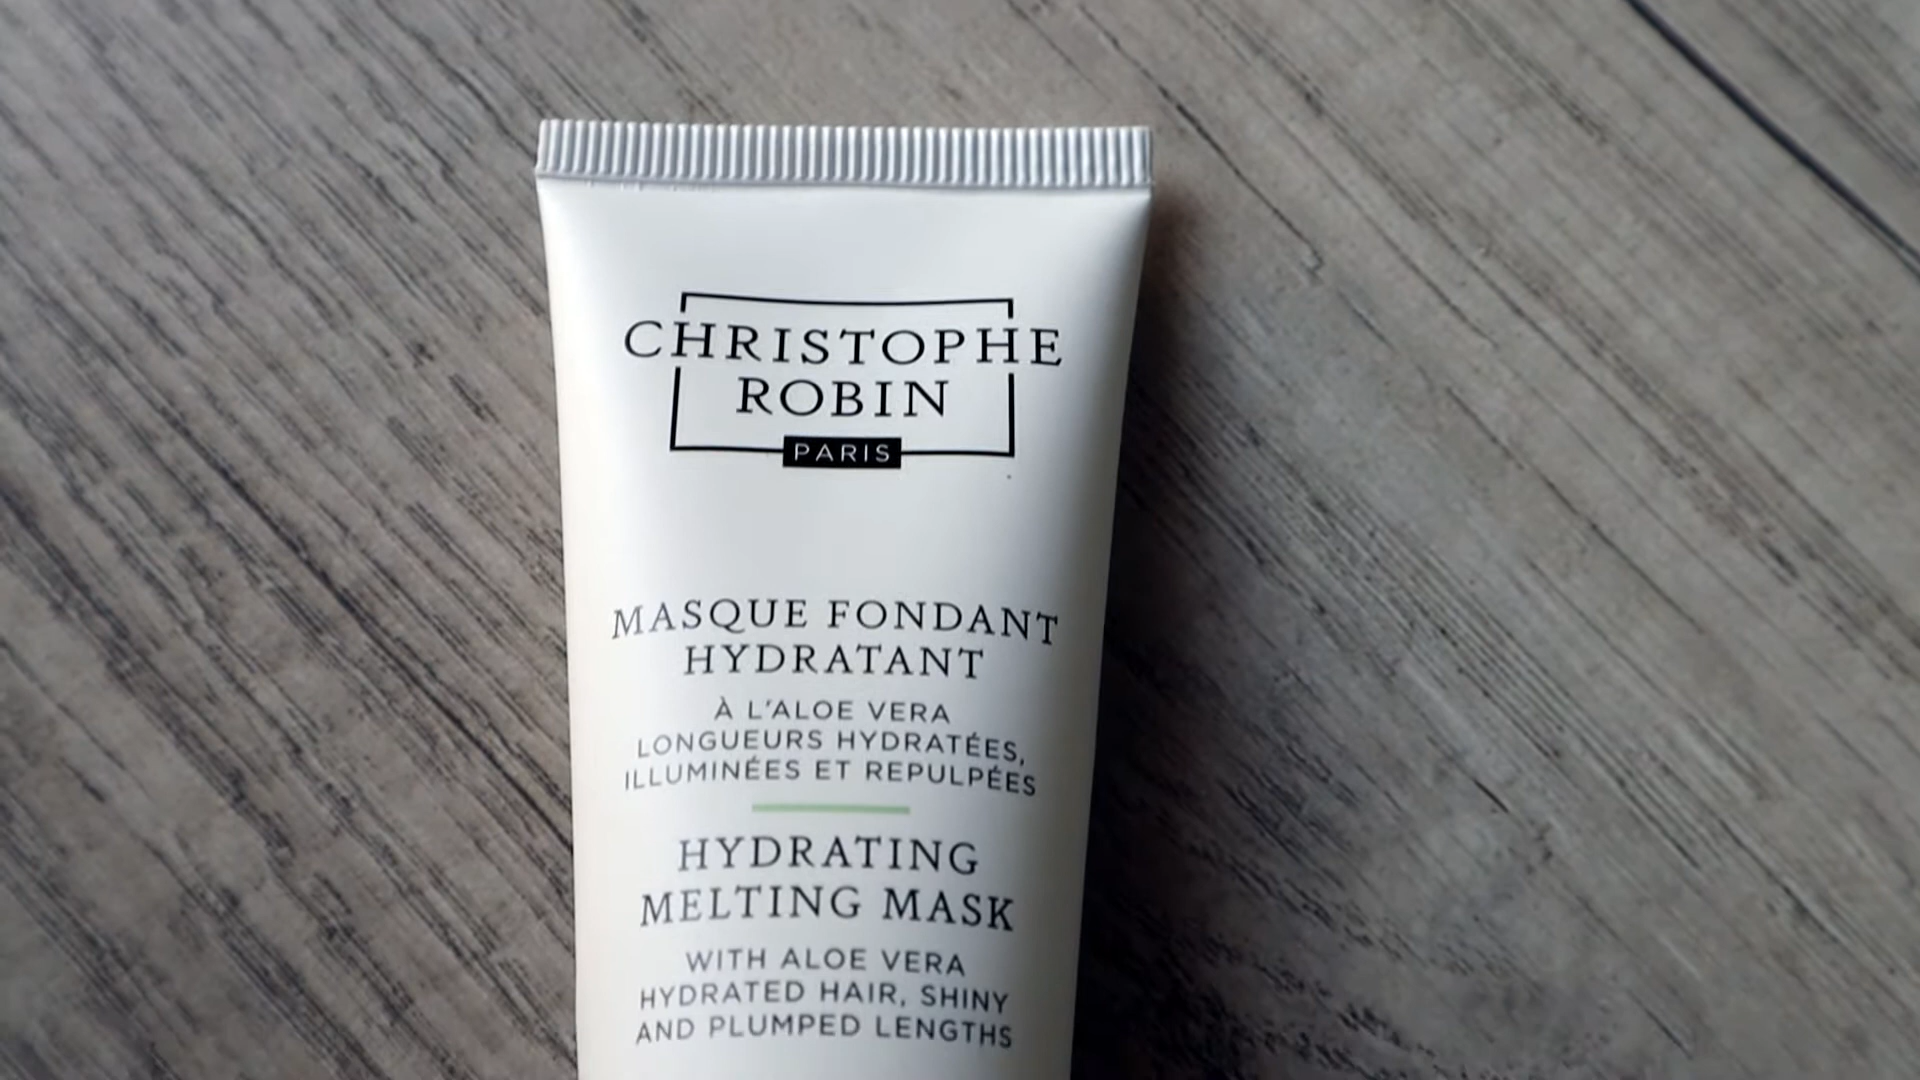 CHRISTOPHE
ROBIN
PARIS
MASQUE FONDANT
HYDRATANT
À L'ALOE VERA
LONGUEURS HYDRATÉES,
ILLUMINÉES ET REPULPÉES
HYDRATING
MELTING MASK
WITH ALOE VERA
HYDRATED HAIR, SHINY
AND PLUMPED LENGTHS